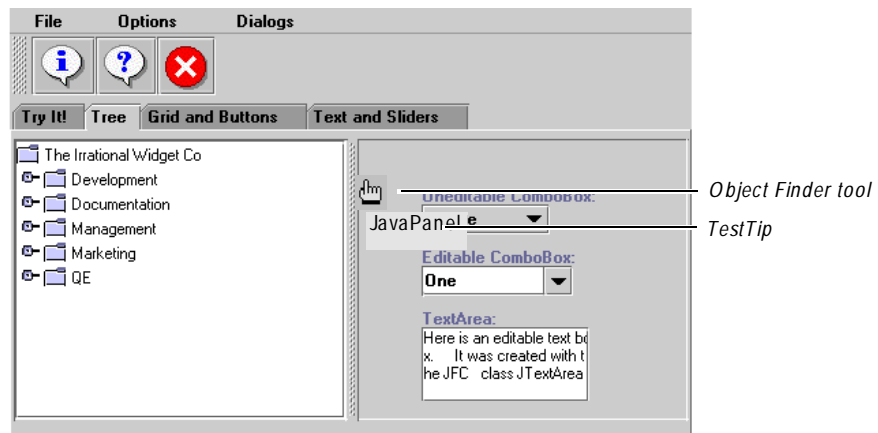 File Options Dialogs
Try It! Tree Grid and Buttons Text and Sliders
The Irrational Widget Co
Development
Documentation
Management
Marketing
QE
Object Finder tool
Uneditable ComboBox:
JavaPanel e
TestTip
Editable ComboBox:
One
TextArea:
Here is an editable text bo
x. It was created with t
he JFC class JTextArea